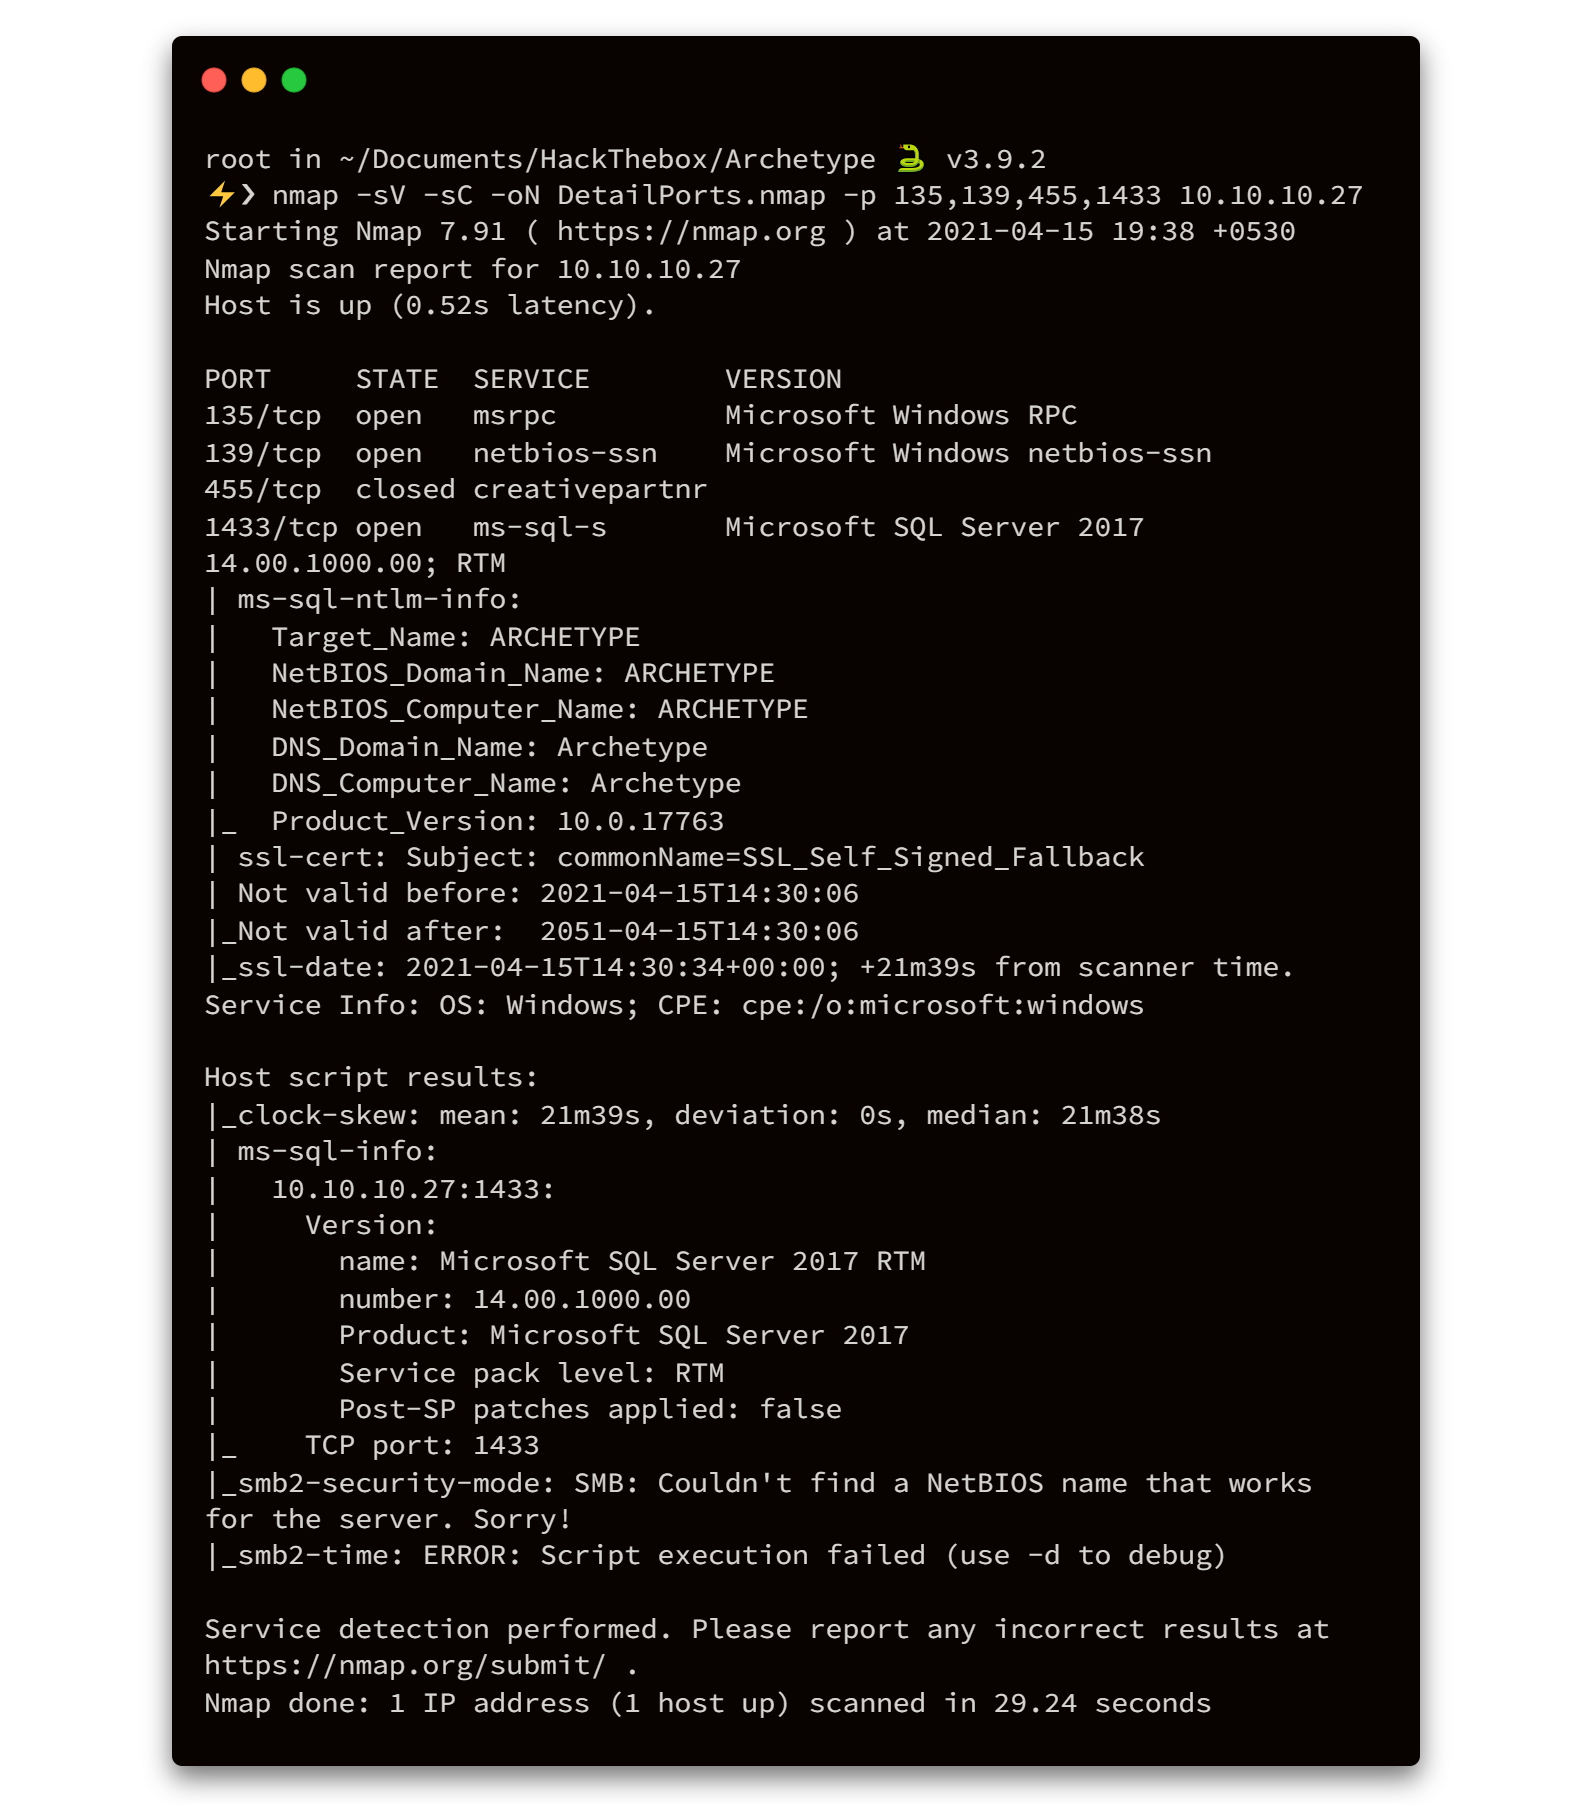 root in ~/Documents/HackThebox/Archetype 🐍 v3.9.2
⚡❯ nmap -sV -sC -oN DetailPorts.nmap -p 135,139,455,1433 10.10.10.27
Starting Nmap 7.91 ( https://nmap.org ) at 2021-04-15 19:38 +0530
Nmap scan report for 10.10.10.27
Host is up (0.52s latency).

PORT     STATE  SERVICE        VERSION
135/tcp  open   msrpc          Microsoft Windows RPC
139/tcp  open   netbios-ssn    Microsoft Windows netbios-ssn
455/tcp  closed creativepartnr
1433/tcp open   ms-sql-s       Microsoft SQL Server 2017
14.00.1000.00; RTM
| ms-sql-ntlm-info:
|   Target_Name: ARCHETYPE
|   NetBIOS_Domain_Name: ARCHETYPE
|   NetBIOS_Computer_Name: ARCHETYPE
|   DNS_Domain_Name: Archetype
|   DNS_Computer_Name: Archetype
|_  Product_Version: 10.0.17763
| ssl-cert: Subject: commonName=SSL_Self_Signed_Fallback
| Not valid before: 2021-04-15T14:30:06
|_Not valid after:  2051-04-15T14:30:06
|_ssl-date: 2021-04-15T14:30:34+00:00; +21m39s from scanner time.
Service Info: OS: Windows; CPE: cpe:/o:microsoft:windows

Host script results:
|_clock-skew: mean: 21m39s, deviation: 0s, median: 21m38s
| ms-sql-info:
|   10.10.10.27:1433:
|     Version:
|       name: Microsoft SQL Server 2017 RTM
|       number: 14.00.1000.00
|       Product: Microsoft SQL Server 2017
|       Service pack level: RTM
|       Post-SP patches applied: false
|_    TCP port: 1433
|_smb2-security-mode: SMB: Couldn't find a NetBIOS name that works
for the server. Sorry!
|_smb2-time: ERROR: Script execution failed (use -d to debug)

Service detection performed. Please report any incorrect results at
https://nmap.org/submit/ .
Nmap done: 1 IP address (1 host up) scanned in 29.24 seconds